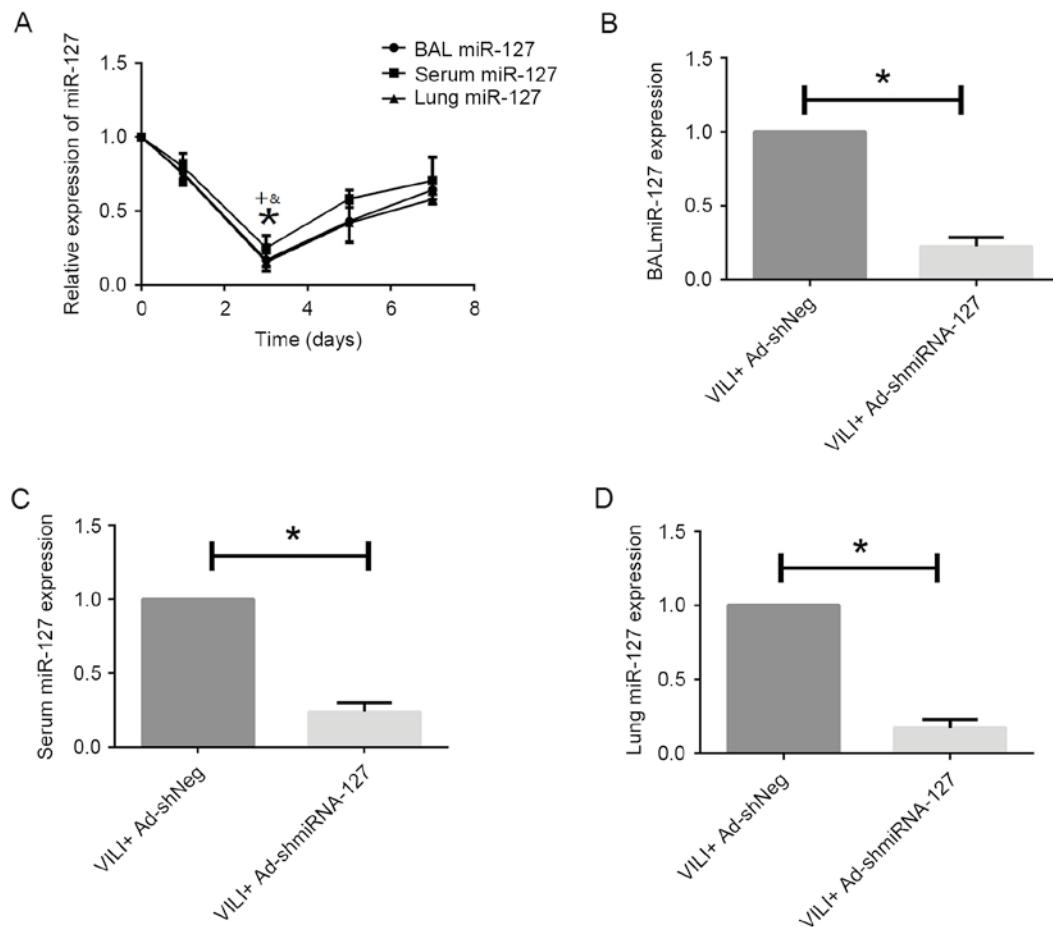 A
BAL miR-127
Serum miR-127
Lung miR-127
Relative expression of miR-127
1.5
1.0
0.5
0.0
+&
*
0
2
4
6
8
Time (days)
B
BALmiR-127 expression
1.5
1.0
0.5
0.0
*
VILI+ Ad-shNeg
VILI+ Ad-shmiRNA-127
C
Serum miR-127 expression
1.5
1.0
0.5
0.0
*
VILI+ Ad-shNeg
VILI+ Ad-shmiRNA-127
D
Lung miR-127 expression
1.5
1.0
0.5
0.0
*
VILI+ Ad-shNeg
VILI+ Ad-shmiRNA-127